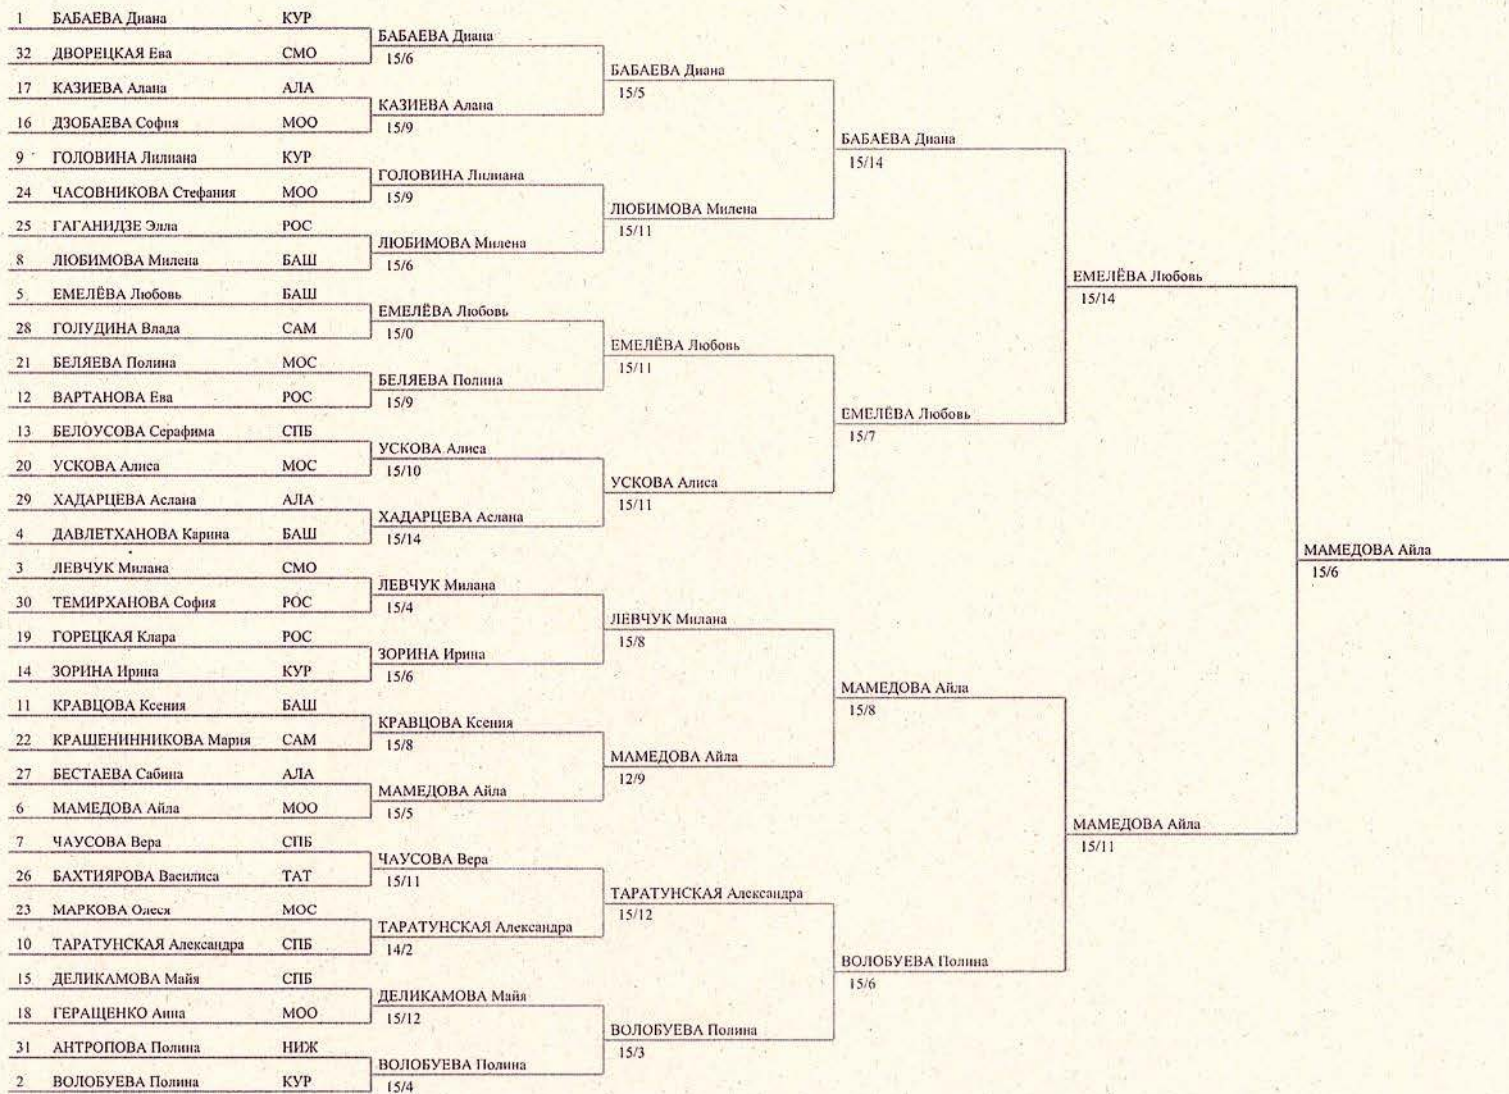 1 БАБАЕВА Диана КУР
БАБАЕВА Диана
32 ДВОРЕЦКАЯ Ева СМО
15/6
БАБАЕВА Диана
17 КАЗИЕВА Алана АЛА
15/5
КАЗИЕВА Алана
16 ДЗОБАЕВА София МОО
15/9
БАБАЕВА Диана
9 ГОЛОВИНА Лилиана КУР
15/14
ГОЛОВИНА Лилиана
24 ЧАСОВНИКОВА Стефания МОО
15/9
ЛЮБИМОВА Милена
25 ГАГАНИДЗЕ Элла РОС
15/11
ЛЮБИМОВА Милена
8 ЛЮБИМОВА Милена БАШ
15/6
ЕМЕЛЁВА Любовь
5 ЕМЕЛЁВА Любовь БАШ
15/14
ЕМЕЛЁВА Любовь
28 ГОЛУДИНА Влада САМ
15/0
ЕМЕЛЁВА Любовь
21 БЕЛЯЕВА Полина МОС
15/11
БЕЛЯЕВА Полина
12 ВАРТАНОВА Ева РОС
15/9
ЕМЕЛЁВА Любовь
13 БЕЛОУСОВА Серафима СПБ
15/7
УСКОВА Алиса
20 УСКОВА Алиса МОС
15/10
УСКОВА Алиса
29 ХАДАРЦЕВА Аслана АЛА
15/11
ХАДАРЦЕВА Аслана
4 ДАВЛЕТХАНОВА Карина БАШ
15/14
МАМЕДОВА Айла
3 ЛЕВЧУК Милана СМО
15/6
ЛЕВЧУК Милана
30 ТЕМИРХАНОВА София РОС
15/4
ЛЕВЧУК Милана
19 ГОРЕЦКАЯ Клара РОС
15/8
ЗОРИНА Ирина
14 ЗОРИНА Ирина КУР
15/6
МАМЕДОВА Айла
11 КРАВЦОВА Ксения БАШ
15/8
КРАВЦОВА Ксения
22 КРАШЕНИННИКОВА Мария САМ
15/8
МАМЕДОВА Айла
27 БЕСТАЕВА Сабина АЛА
12/9
МАМЕДОВА Айла
6 МАМЕДОВА Айла МОО
15/5
МАМЕДОВА Айла
7 ЧАУСОВА Вера СПБ
15/11
ЧАУСОВА Вера
26 БАХТИЯРОВА Василиса ТАТ
15/11
ТАРАТУНСКАЯ Александра
23 МАРКОВА Олеся МОС
15/12
ТАРАТУНСКАЯ Александра
10 ТАРАТУНСКАЯ Александра СПБ
14/2
ВОЛОБУЕВА Полина
15 ДЕЛИКАМОВА Майя СПБ
15/6
ДЕЛИКАМОВА Майя
18 ГЕРАЩЕНКО Анна МОО
15/12
ВОЛОБУЕВА Полина
31 АНТРОПОВА Полина НИЖ
15/3
ВОЛОБУЕВА Полина
2 ВОЛОБУЕВА Полина КУР
15/4